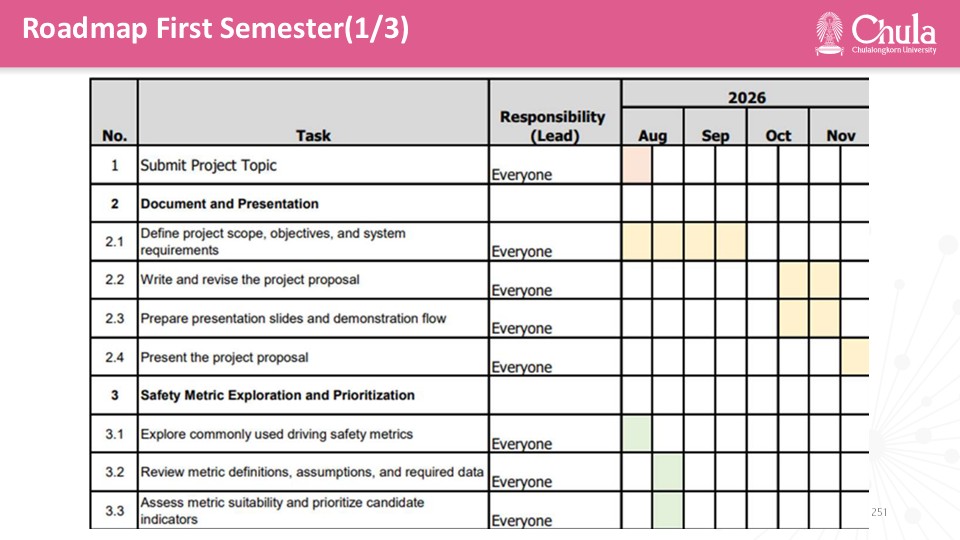 Roadmap First Semester(1/3)
Chula
Chulalongkorn University
No. Task Responsibility (Lead) 2026
Aug Sep Oct Nov
1 Submit Project Topic Everyone
2 Document and Presentation
2.1 Define project scope, objectives, and system
requirements Everyone
2.2 Write and revise the project proposal Everyone
2.3 Prepare presentation slides and demonstration flow Everyone
2.4 Present the project proposal Everyone
3 Safety Metric Exploration and Prioritization
3.1 Explore commonly used driving safety metrics Everyone
3.2 Review metric definitions, assumptions, and required data Everyone
3.3 Assess metric suitability and prioritize candidate
indicators Everyone
251